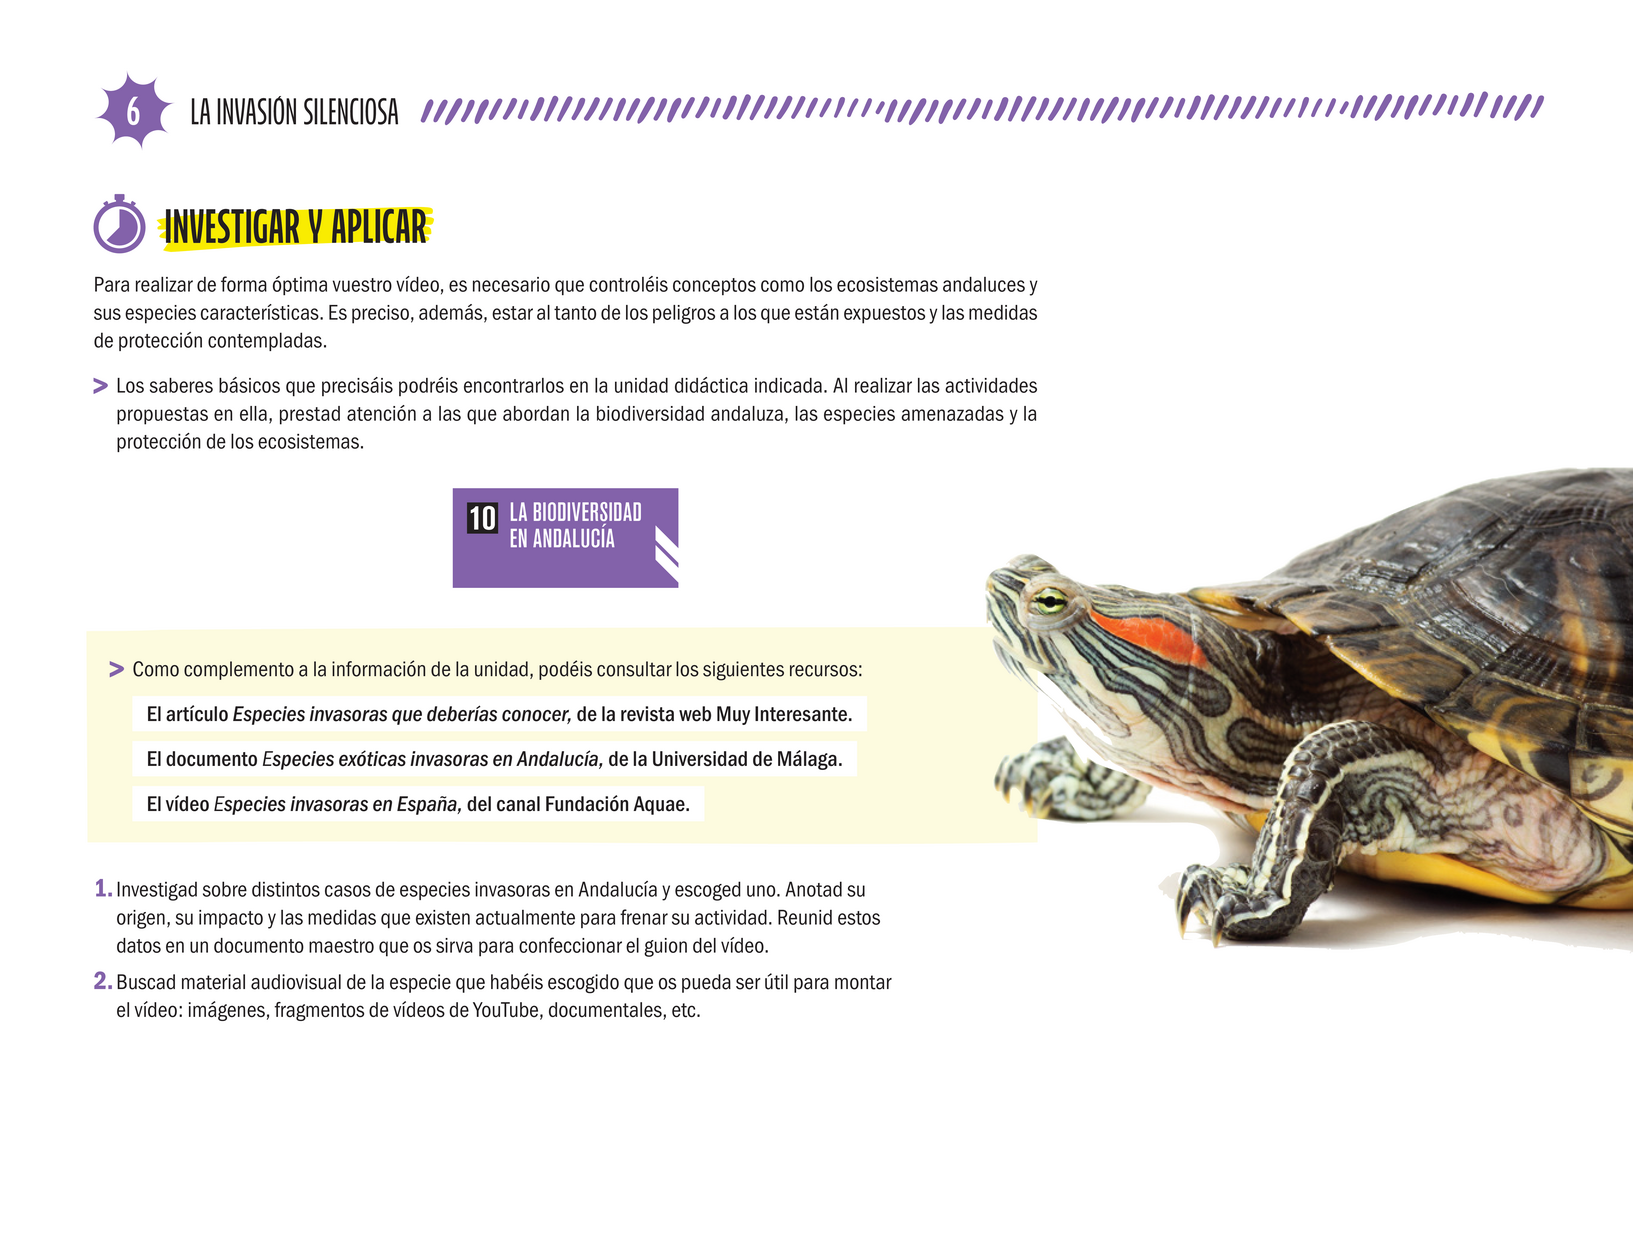 6
LA INVASIÓN SILENCIOSA
INVESTIGAR Y APLICAR
Para realizar de forma óptima vuestro vídeo, es necesario que controléis conceptos como los ecosistemas andaluces y
sus especies características. Es preciso, además, estar al tanto de los peligros a los que están expuestos y las medidas
de protección contempladas.
> Los saberes básicos que precisáis podréis encontrarlos en la unidad didáctica indicada. Al realizar las actividades
propuestas en ella, prestad atención a las que abordan la biodiversidad andaluza, las especies amenazadas y la
protección de los ecosistemas.
10 LA BIODIVERSIDAD
EN ANDALUCÍA
> Como complemento a la información de la unidad, podéis consultar los siguientes recursos:
El artículo Especies invasoras que deberías conocer, de la revista web Muy Interesante.
El documento Especies exóticas invasoras en Andalucía, de la Universidad de Málaga.
El vídeo Especies invasoras en España, del canal Fundación Aquae.
1. Investigad sobre distintos casos de especies invasoras en Andalucía y escoged uno. Anotad su
origen, su impacto y las medidas que existen actualmente para frenar su actividad. Reunid estos
datos en un documento maestro que os sirva para confeccionar el guion del vídeo.
2. Buscad material audiovisual de la especie que habéis escogido que os pueda ser útil para montar
el vídeo: imágenes, fragmentos de vídeos de YouTube, documentales, etc.